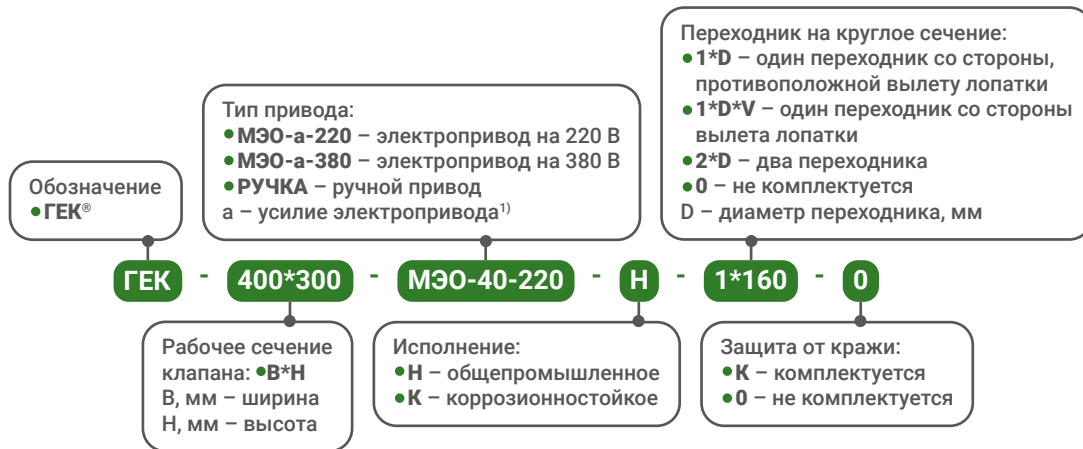 Переходник на круглое сечение:
•1*D – один переходник со стороны,
противоположной вылету лопатки
•1*D*V – один переходник со стороны
вылета лопатки
•2*D – два переходника
•0 – не комплектуется
D – диаметр переходника, мм
Тип привода:
•МЭО-а-220 – электропривод на 220 В
•МЭО-а-380 – электропривод на 380 В
•РУЧКА – ручной привод
а – усилие электропривода¹⁾
Обозначение
•ГЕК®
ГЕК - 400*300 - МЭО-40-220 - Н - 1*160 - 0
Рабочее сечение
клапана: •В*Н
В, мм – ширина
Н, мм – высота
Исполнение:
•Н – общепромышленное
•К – коррозионностойкое
Защита от кражи:
•К – комплектуется
•0 – не комплектуется